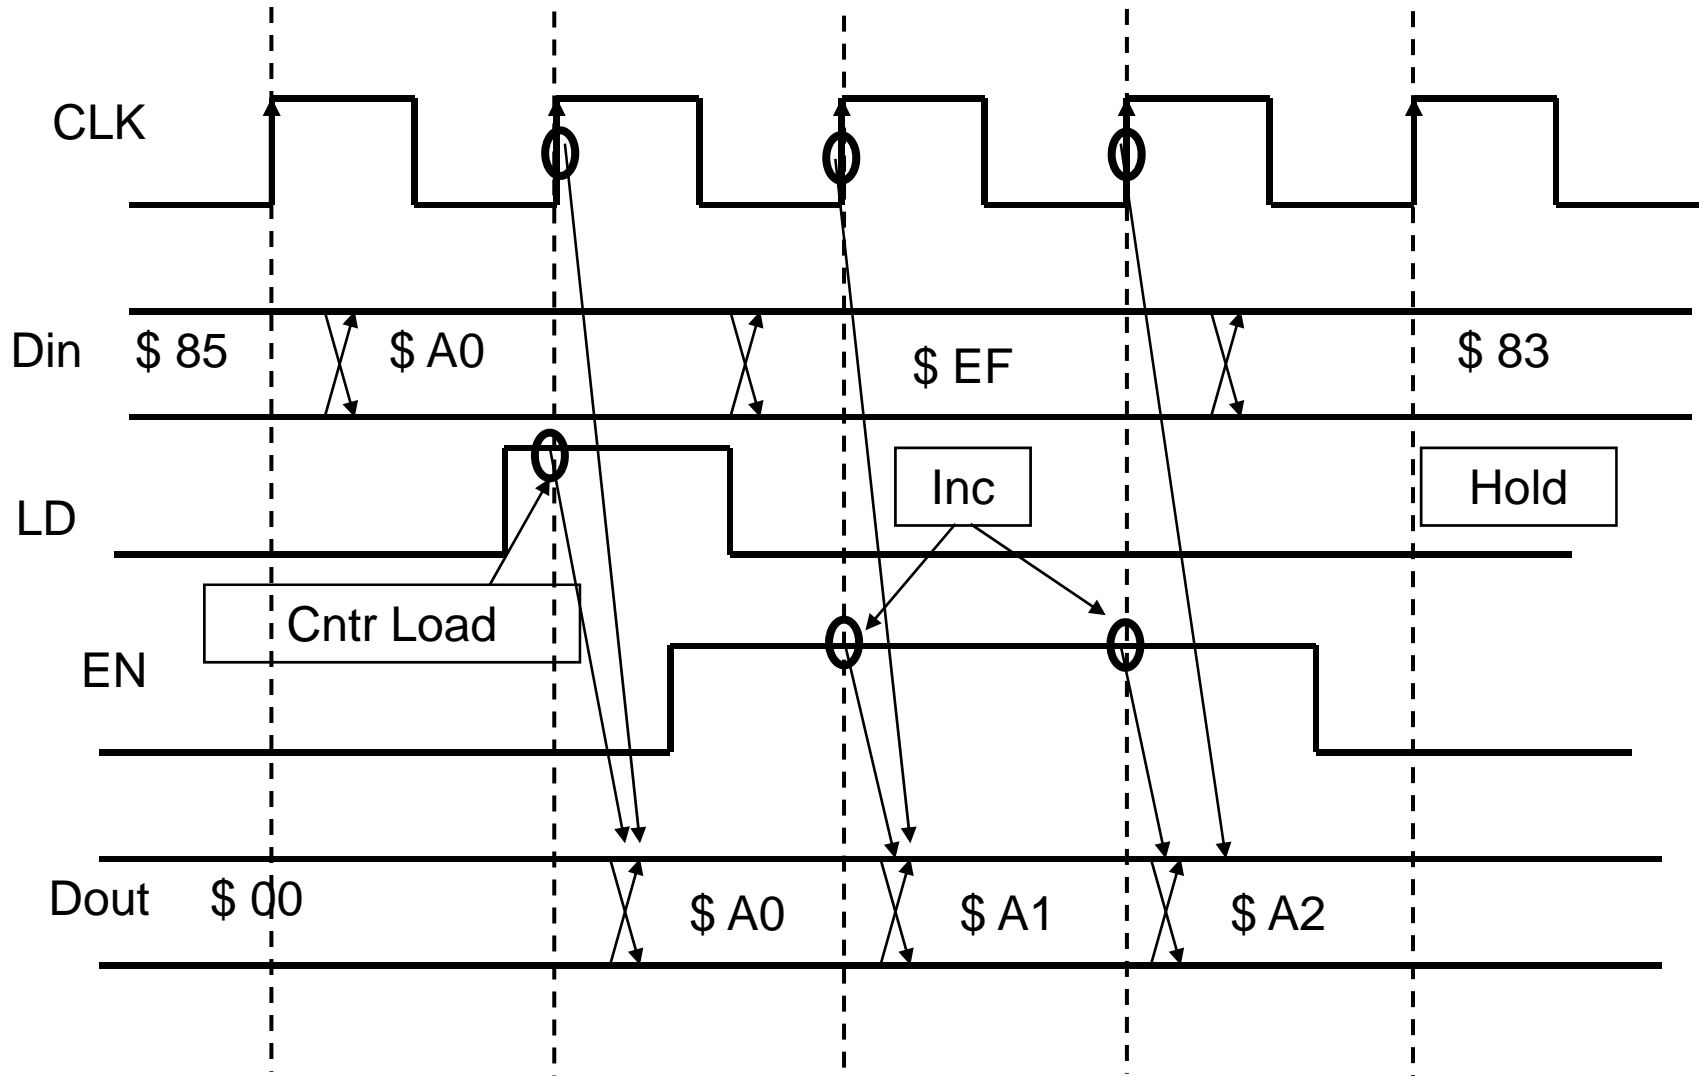 CLK
Din
$ 85
$ A0
$ EF
$ 83
LD
Inc
Hold
Cntr Load
EN
Dout
$ 00
$ A0
$ A1
$ A2